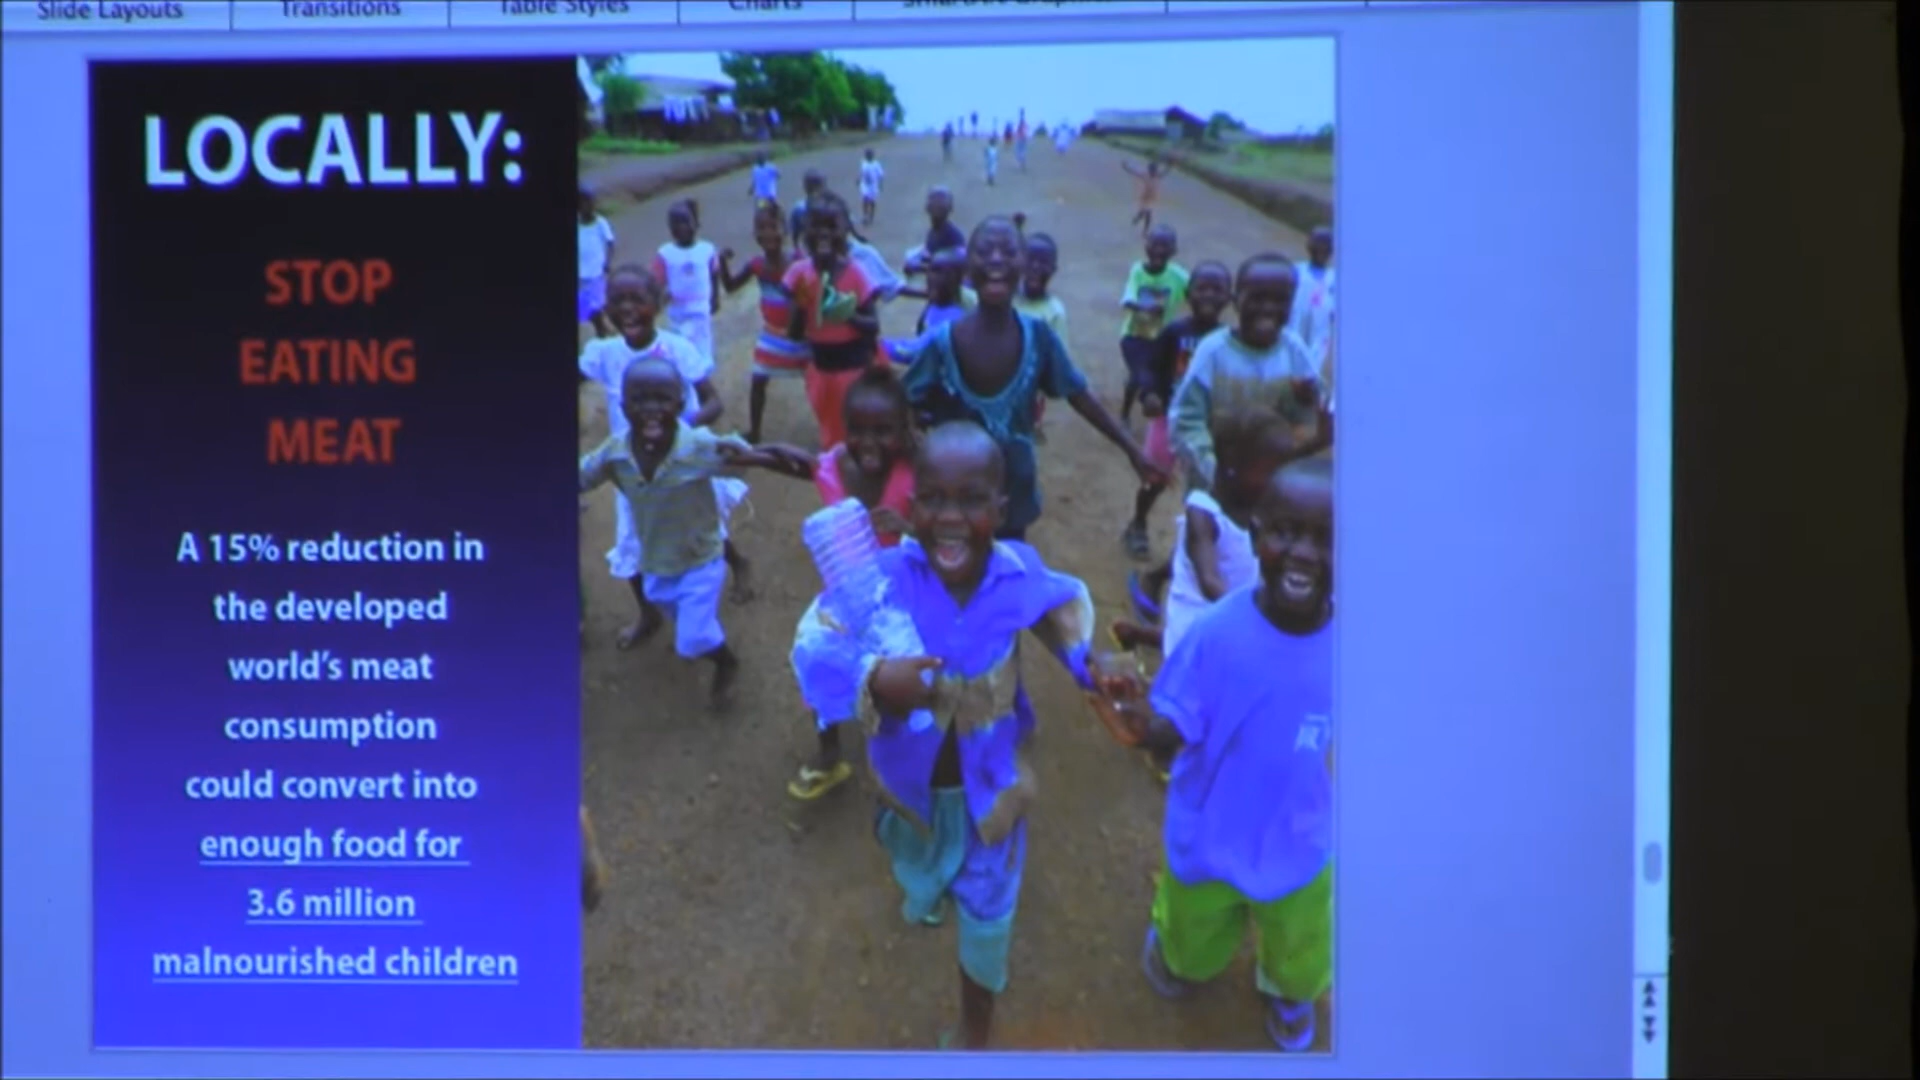 Slide Layouts
Transitions
Table Styles
Charts
LOCALLY:
STOP
EATING
MEAT
A 15% reduction in
the developed
world's meat
consumption
could convert into
enough food for
3.6 million
malnourished children